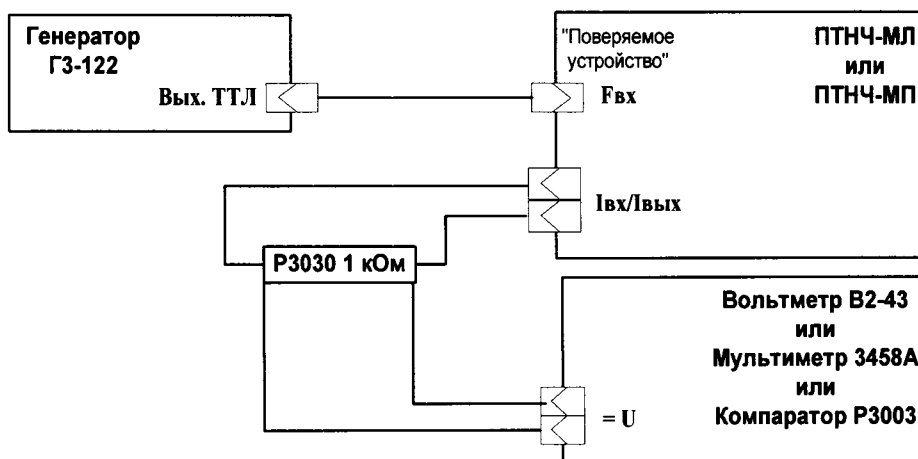 Генератор
Г3-122
Вых. ТТЛ
"Поверяемое
устройство"
Fвх
ПТНЧ-МЛ
или
ПТНЧ-МП
Iвх/Iвых
Р3030 1 кОм
Вольтметр В2-43
или
Мультиметр 3458А
или
Компаратор Р3003
= U